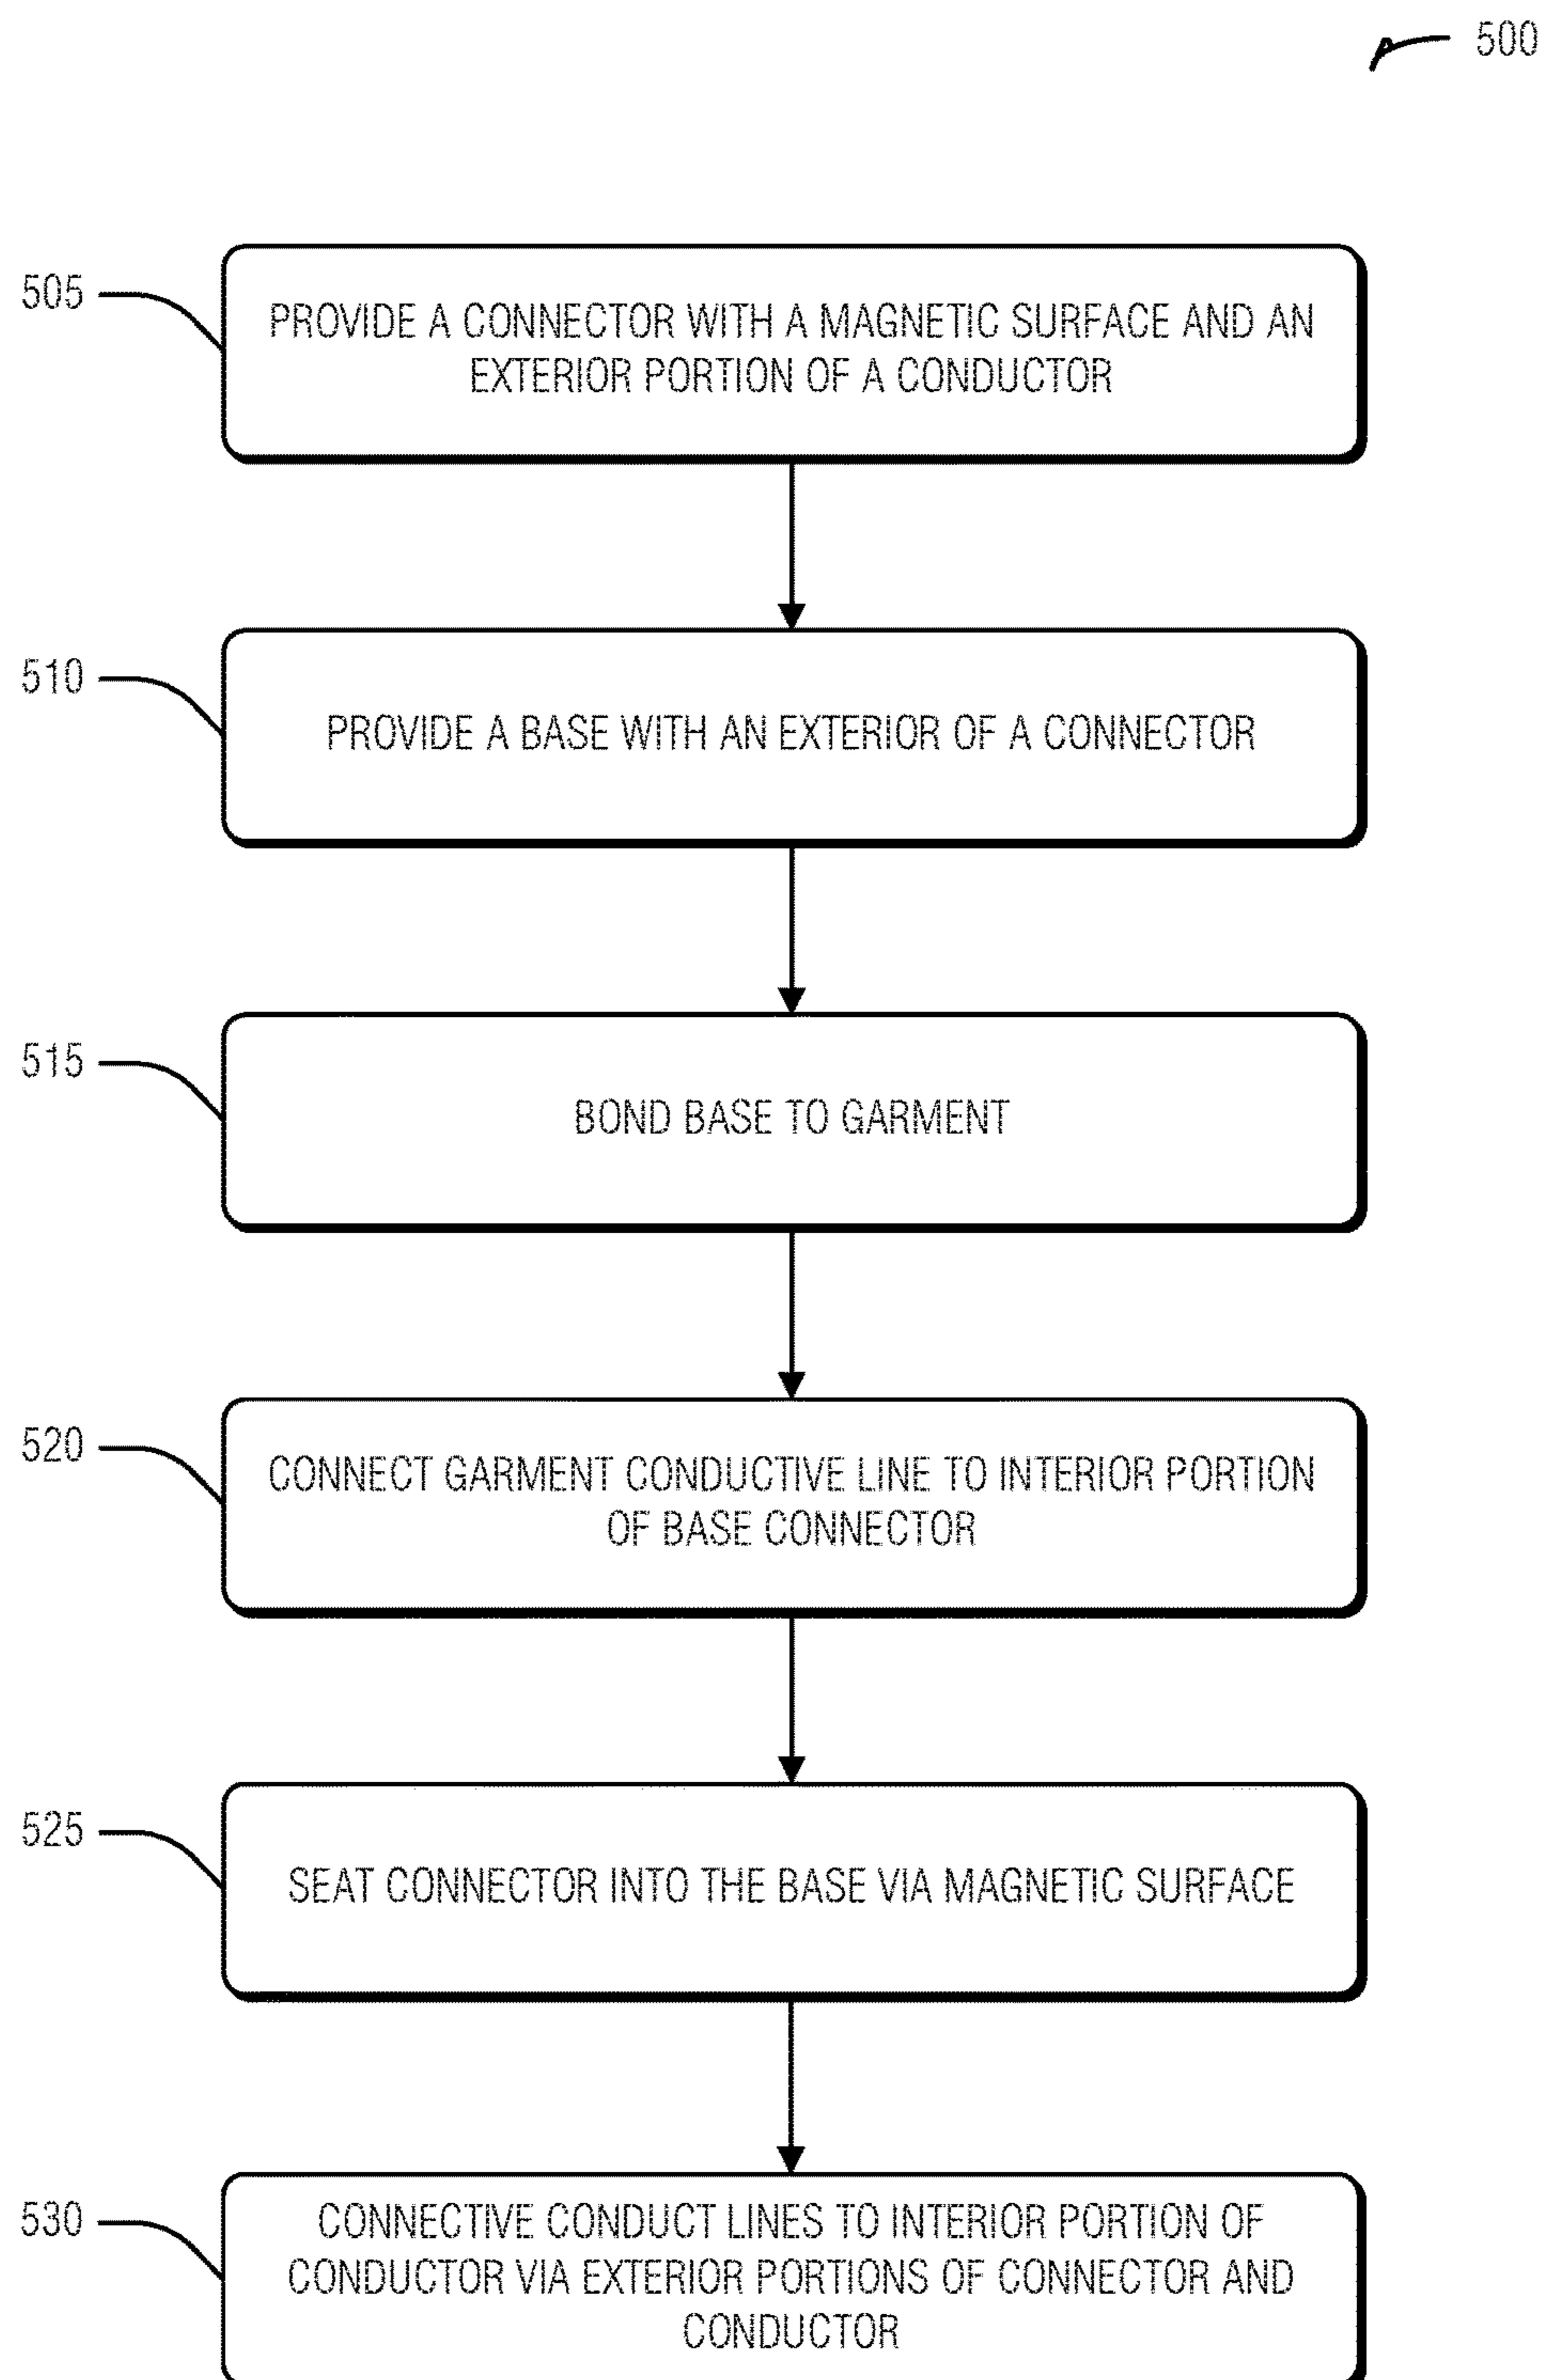 500
505
PROVIDE A CONNECTOR WITH A MAGNETIC SURFACE AND AN
EXTERIOR PORTION OF A CONDUCTOR
510
PROVIDE A BASE WITH AN EXTERIOR OF A CONNECTOR
515
BOND BASE TO GARMENT
520
CONNECT GARMENT CONDUCTIVE LINE TO INTERIOR PORTION
OF BASE CONNECTOR
525
SEAT CONNECTOR INTO THE BASE VIA MAGNETIC SURFACE
530
CONNECTIVE CONDUCT LINES TO INTERIOR PORTION OF
CONDUCTOR VIA EXTERIOR PORTIONS OF CONNECTOR AND
CONDUCTOR